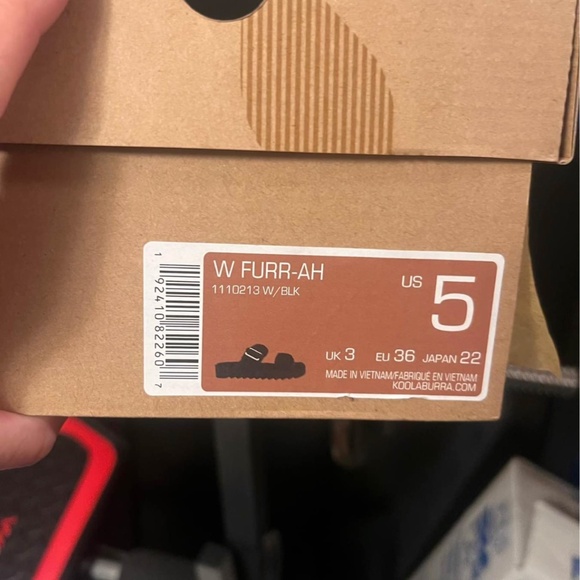 W FURR-AH
1110213 W/BLK
US 5
UK 3 EU 36 JAPAN 22
MADE IN VIETNAM/FABRIQUÉ EN VIETNAM
KOOLABURRA.COM
1 92410 82260 7